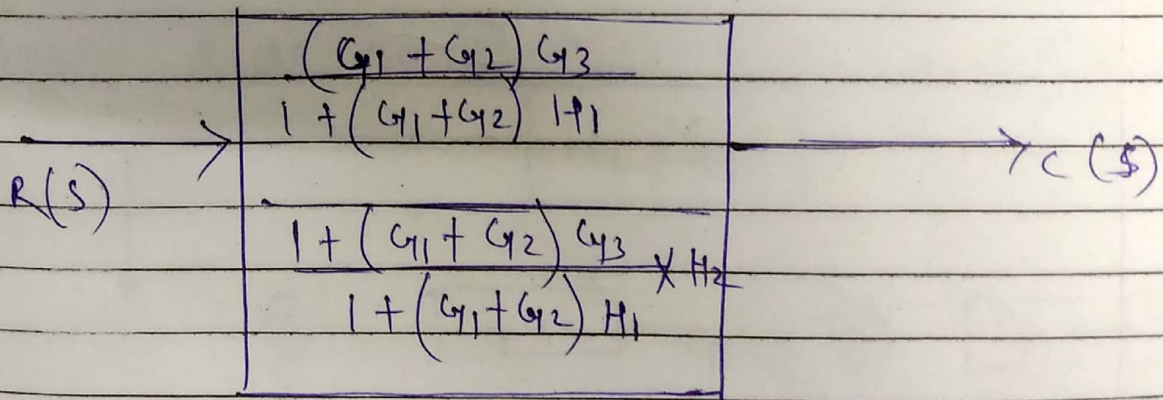 (G1 + G2) G3
1 + (G1 + G2) H1
R(S)
C(S)
1 + (G1 + G2) G3 × H2
1 + (G1 + G2) H1